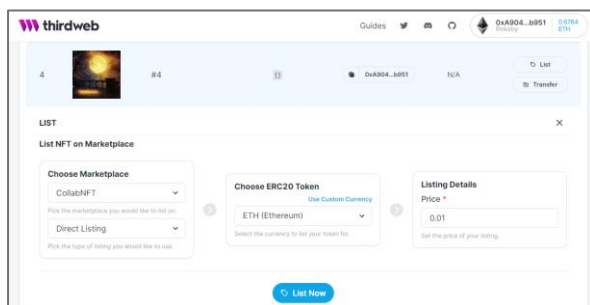 thirdweb
Guides
0xA904...b951
Rinkeby
0.6764
ETH
4
#4
{}
0xA904...b951
N/A
List
Transfer
LIST
List NFT on Marketplace
Choose Marketplace
CollabNFT
Pick the marketplace you would like to list on.
Direct Listing
Pick the type of listing you would like to use.
Choose ERC20 Token
Use Custom Currency
ETH (Ethereum)
Select the currency to list your token for.
Listing Details
Price *
0.01
Set the price of your listing.
List Now